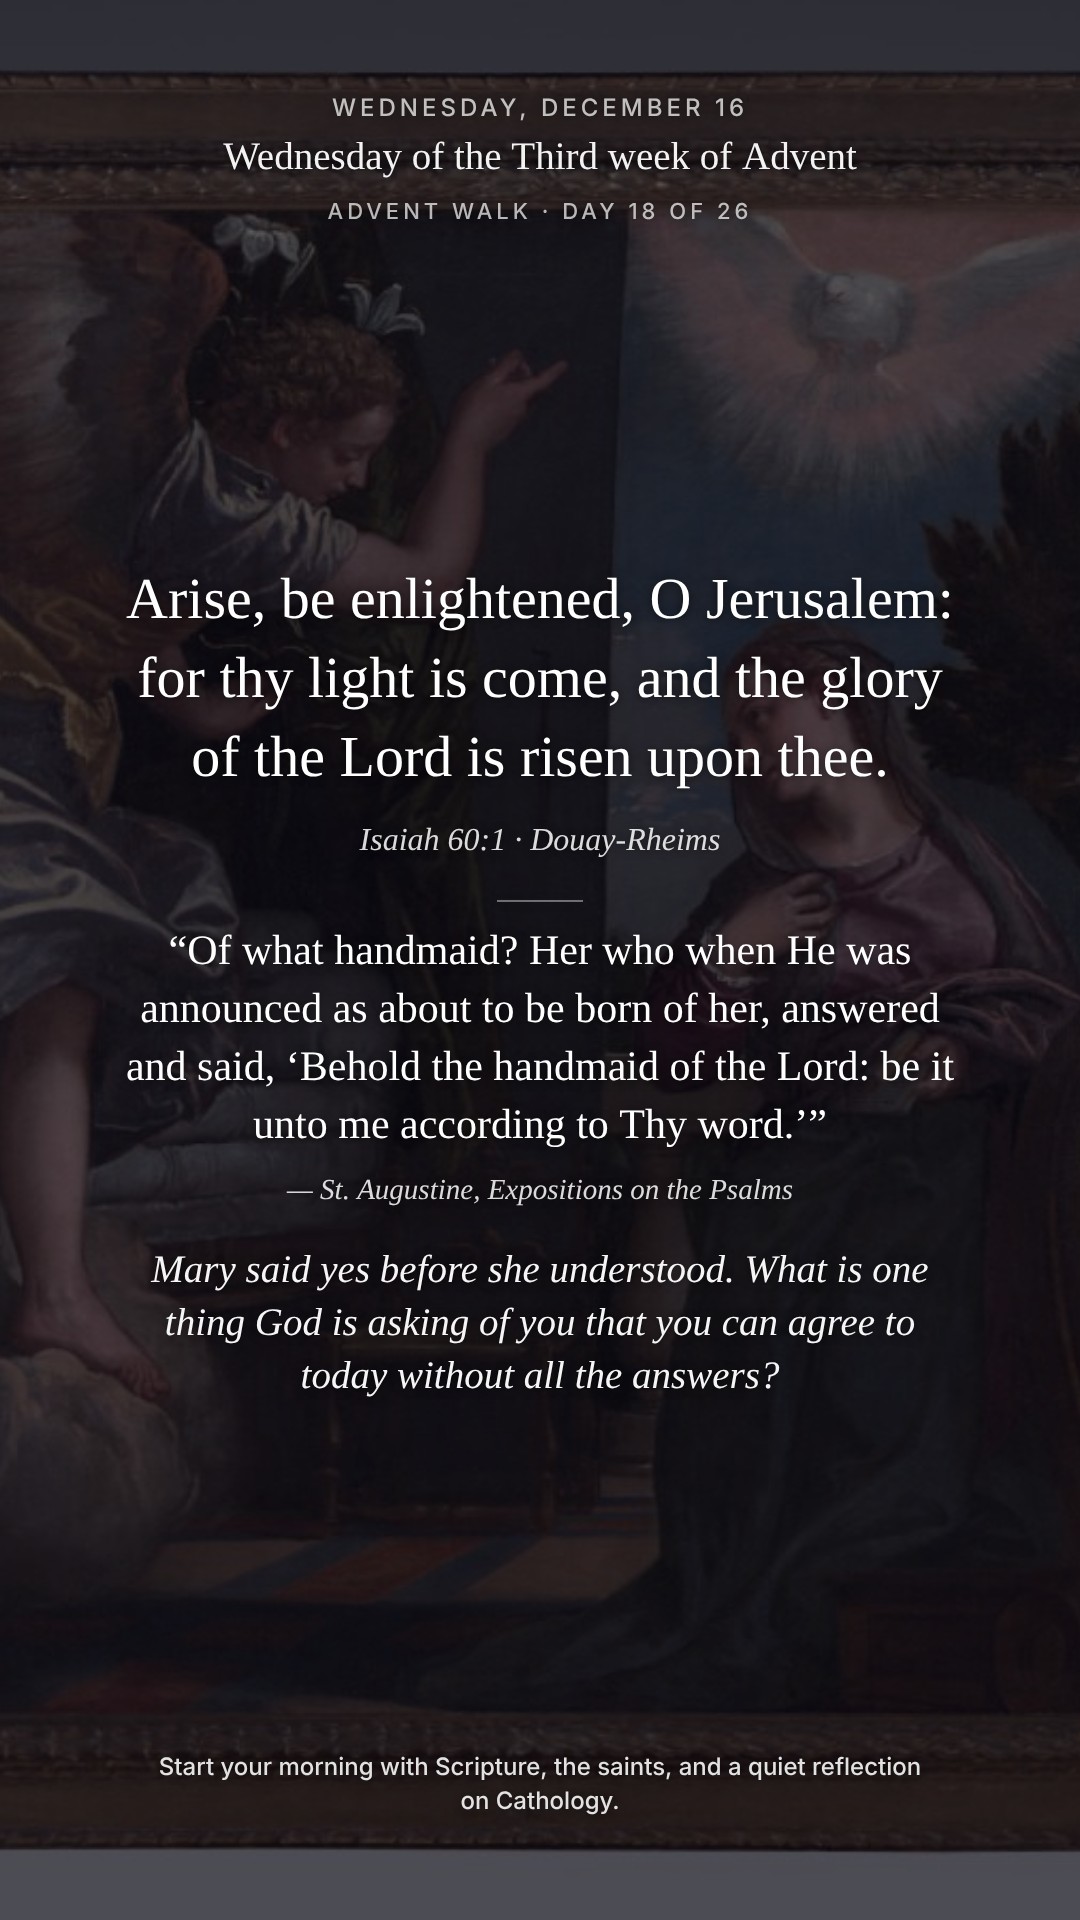 WEDNESDAY, DECEMBER 16
Wednesday of the Third week of Advent
ADVENT WALK · DAY 18 OF 26
Arise, be enlightened, O Jerusalem:
for thy light is come, and the glory
of the Lord is risen upon thee.
Isaiah 60:1 · Douay-Rheims
“Of what handmaid? Her who when He was
announced as about to be born of her, answered
and said, ‘Behold the handmaid of the Lord: be it
unto me according to Thy word.’”
— St. Augustine, Expositions on the Psalms
Mary said yes before she understood. What is one
thing God is asking of you that you can agree to
today without all the answers?
Start your morning with Scripture, the saints, and a quiet reflection
on Cathology.